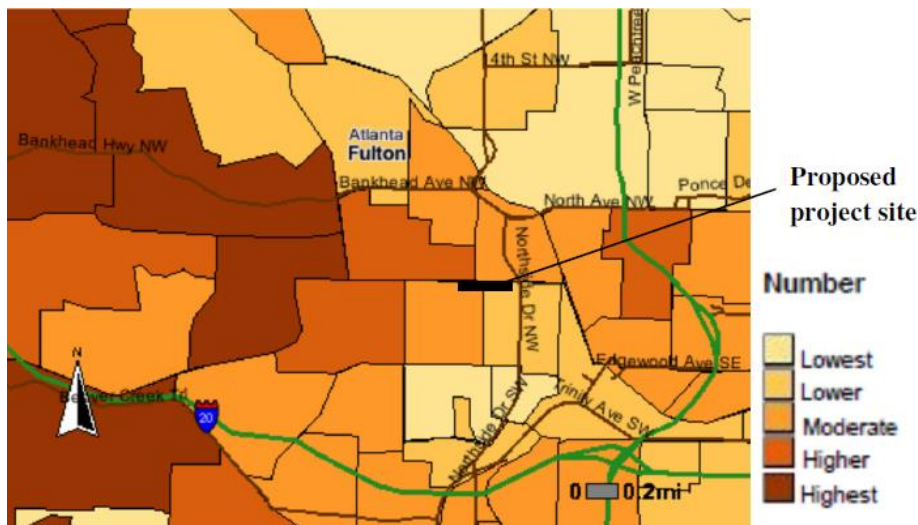 14th St NW
W Peachtree
Bankhead Hwy NW
Atlanta
Fulton
Bankhead Ave NW
North Ave NW
Ponce De
Proposed
project site
Northside Dr NW
Number
Lowest
Lower
Moderate
Higher
Highest
N
Edgewood Ave SE
Beaver Creek Trl
20
Trinity Ave SW
Northside Dr SW
0 0.2mi